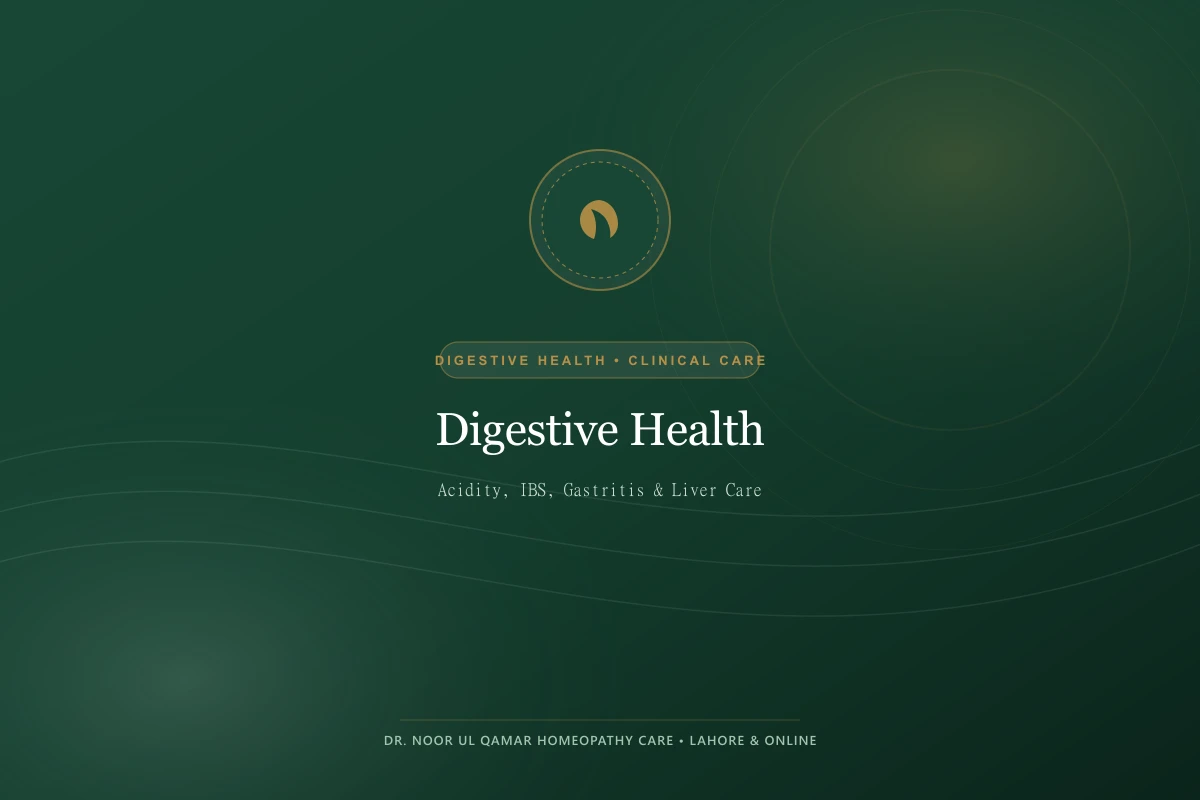 DIGESTIVE HEALTH • CLINICAL CARE
Digestive Health
Acidity, IBS, Gastritis & Liver Care
DR. NOOR UL QAMAR HOMEOPATHY CARE • LAHORE & ONLINE